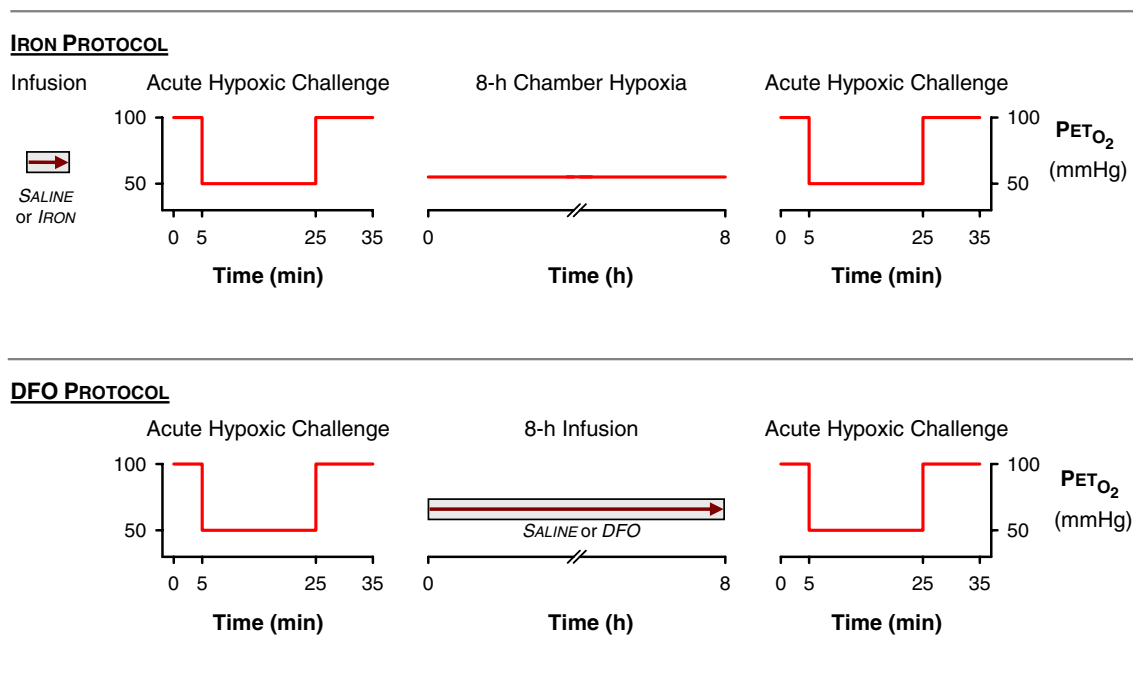 IRON PROTOCOL
Infusion Acute Hypoxic Challenge 8-h Chamber Hypoxia Acute Hypoxic Challenge
100 100 PETO2
50 50 (mmHg)
SALINE
or IRON
0 5 25 35 0 8 0 5 25 35
Time (min) Time (h) Time (min)
DFO PROTOCOL
Acute Hypoxic Challenge 8-h Infusion Acute Hypoxic Challenge
100 100 PETO2
50 SALINE or DFO 50 (mmHg)
0 5 25 35 0 8 0 5 25 35
Time (min) Time (h) Time (min)